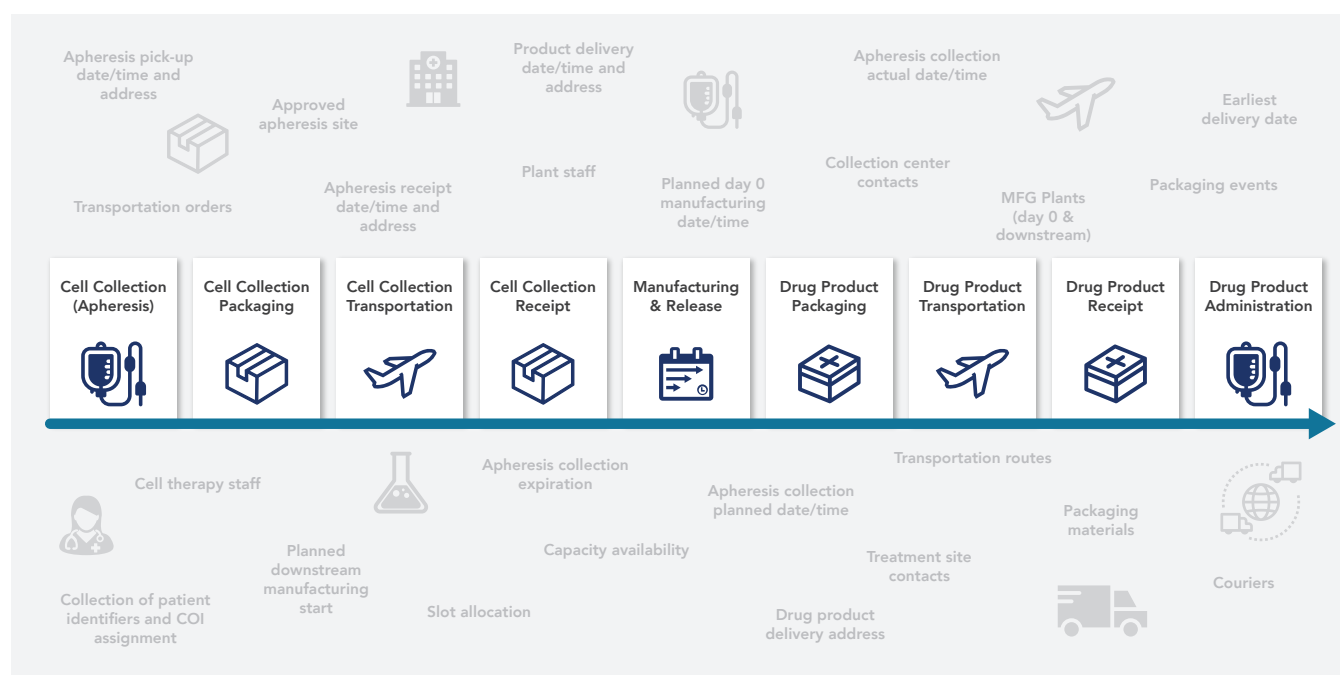 Apheresis pick-up
date/time and
address
Approved
apheresis site
Product delivery
date/time and
address
Apheresis collection
actual date/time
Earliest
delivery date
Transportation orders
Apheresis receipt
date/time and
address
Plant staff
Planned day 0
manufacturing
date/time
Collection center
contacts
MFG Plants
(day 0 &
downstream)
Packaging events
Cell Collection
(Apheresis)
Cell Collection
Packaging
Cell Collection
Transportation
Cell Collection
Receipt
Manufacturing
& Release
Drug Product
Packaging
Drug Product
Transportation
Drug Product
Receipt
Drug Product
Administration
Cell therapy staff
Apheresis collection
expiration
Apheresis collection
planned date/time
Transportation routes
Packaging
materials
Collection of patient
identifiers and COI
assignment
Planned
downstream
manufacturing
start
Capacity availability
Slot allocation
Treatment site
contacts
Drug product
delivery address
Couriers